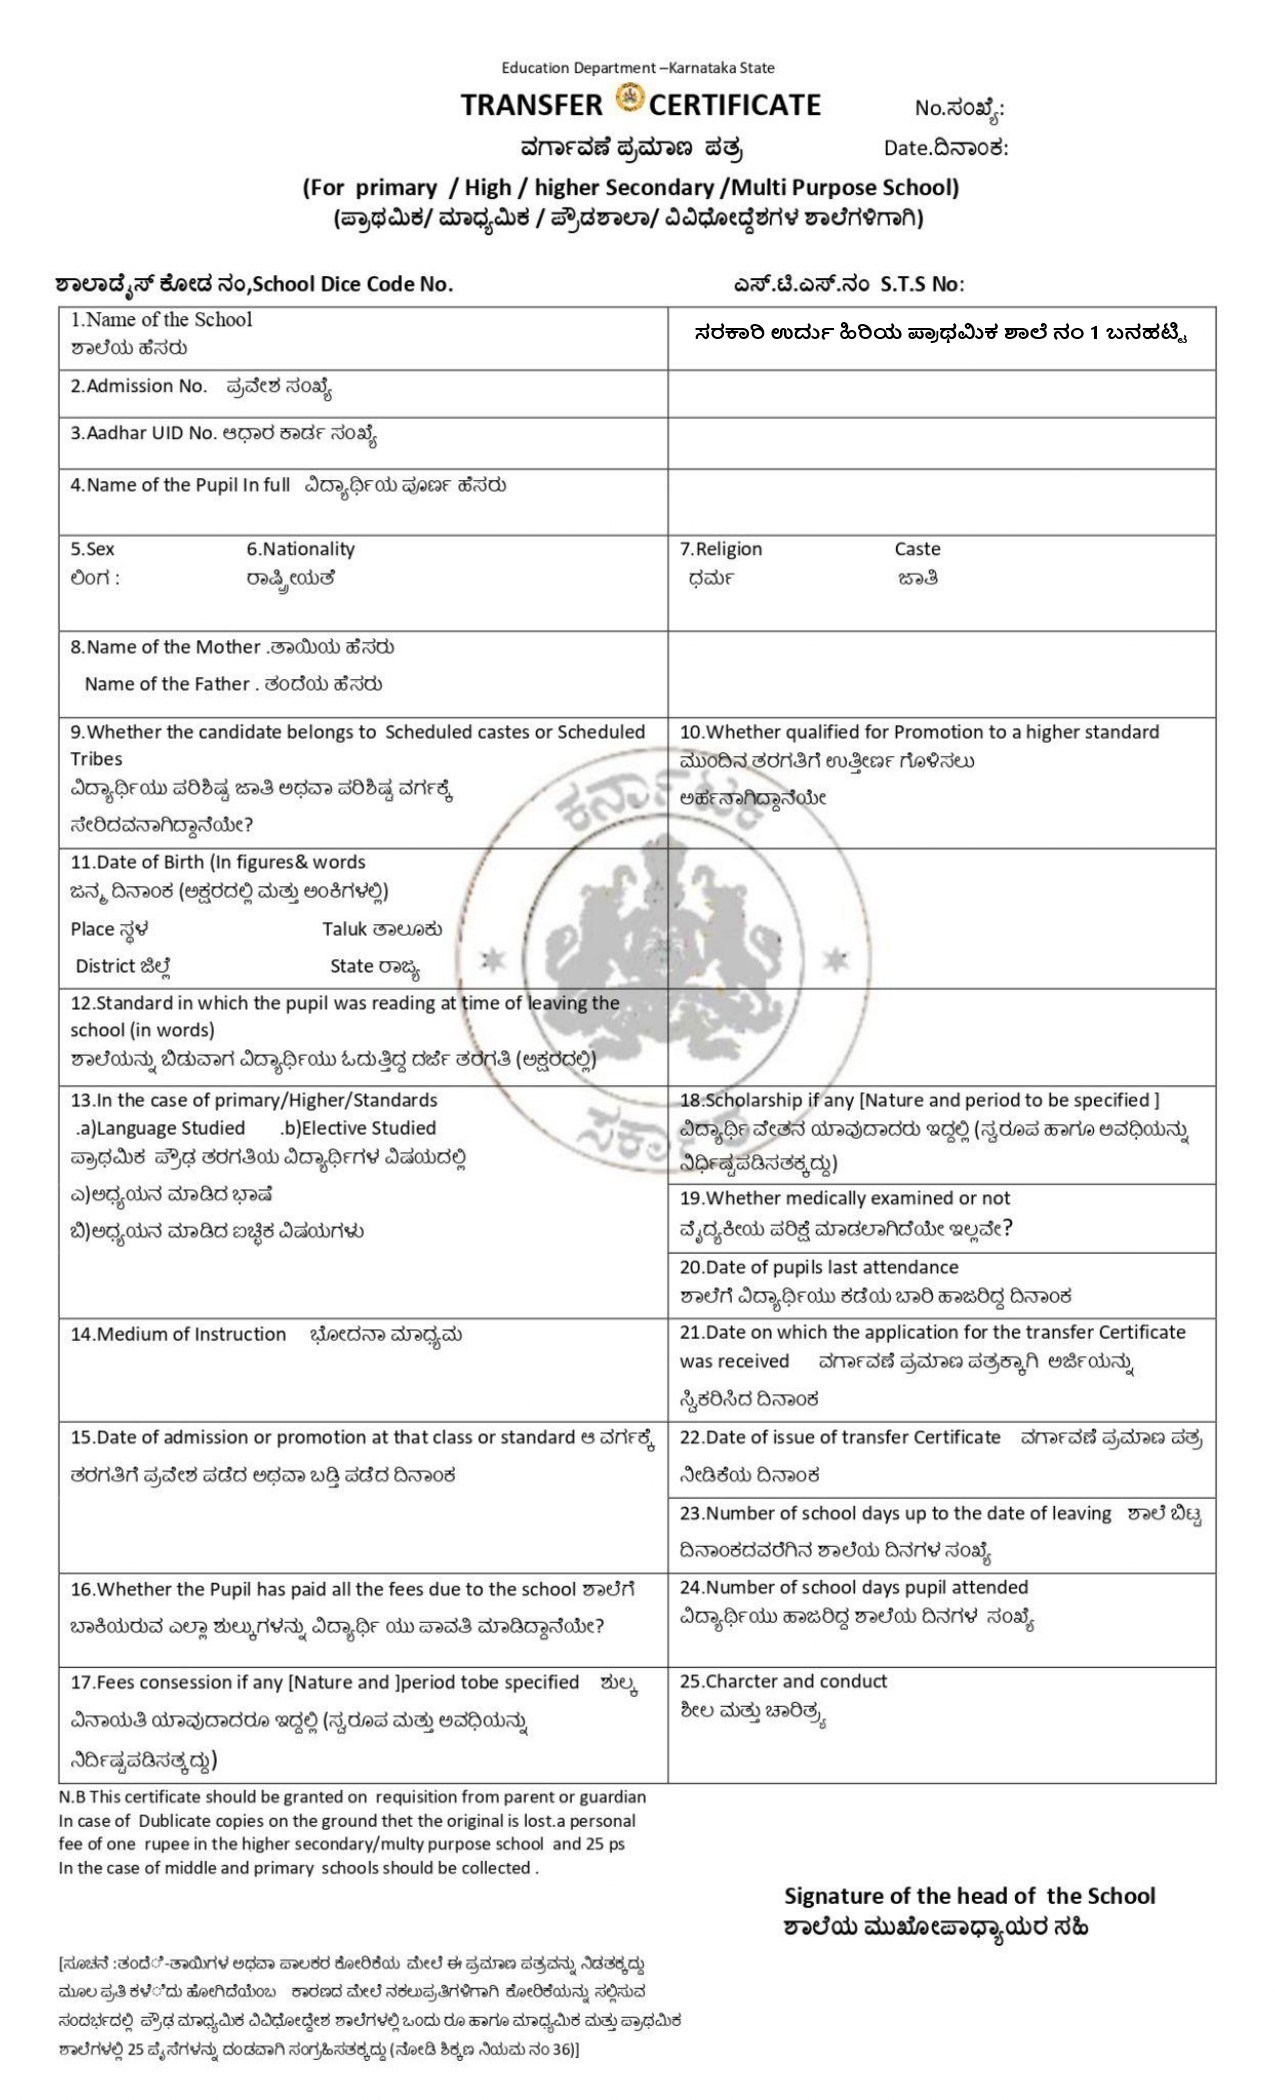 Education Department –Karnataka State
TRANSFER CERTIFICATE No.ಸಂಖ್ಯೆ:
ವರ್ಗಾವಣೆ ಪ್ರಮಾಣ ಪತ್ರ Date.ದಿನಾಂಕ:
(For primary / High / higher Secondary /Multi Purpose School)
(ಪ್ರಾಥಮಿಕ/ ಮಾಧ್ಯಮಿಕ / ಪ್ರೌಡಶಾಲಾ/ ವಿವಿಧೋದ್ದೆಶಗಳ ಶಾಲೆಗಳಿಗಾಗಿ)
ಶಾಲಾಡೈಸ್ ಕೋಡ ನಂ,School Dice Code No. ಎಸ್.ಟಿ.ಎಸ್.ನಂ S.T.S No:
1.Name of the School
ಶಾಲೆಯ ಹೆಸರು
ಸರಕಾರಿ ಉರ್ದು ಹಿರಿಯ ಪ್ರಾಥಮಿಕ ಶಾಲೆ ನಂ 1 ಬನಹಟ್ಟಿ
2.Admission No. ಪ್ರವೇಶ ಸಂಖ್ಯೆ
3.Aadhar UID No. ಆಧಾರ ಕಾರ್ಡ ಸಂಖ್ಯೆ
4.Name of the Pupil In full ವಿದ್ಯಾರ್ಥಿಯ ಪೂರ್ಣ ಹೆಸರು
5.Sex 6.Nationality
ಲಿಂಗ : ರಾಷ್ಟ್ರೀಯತೆ
7.Religion Caste
ಧರ್ಮ ಜಾತಿ
8.Name of the Mother .ತಾಯಿಯ ಹೆಸರು
Name of the Father . ತಂದೆಯ ಹೆಸರು
9.Whether the candidate belongs to Scheduled castes or Scheduled
Tribes
ವಿದ್ಯಾರ್ಥಿಯು ಪರಿಶಿಷ್ಟ ಜಾತಿ ಅಥವಾ ಪರಿಶಿಷ್ಟ ವರ್ಗಕ್ಕೆ
ಸೇರಿದವನಾಗಿದ್ದಾನೆಯೇ?
10.Whether qualified for Promotion to a higher standard
ಮುಂದಿನ ತರಗತಿಗೆ ಉತ್ತೀರ್ಣ ಗೊಳಿಸಲು
ಅರ್ಹನಾಗಿದ್ದಾನೆಯೇ
ಕರ್ನಾಟಕ
11.Date of Birth (In figures& words
ಜನ್ಮ ದಿನಾಂಕ (ಅಕ್ಷರದಲ್ಲಿ ಮತ್ತು ಅಂಕಿಗಳಲ್ಲಿ)
Place ಸ್ಥಳ Taluk ತಾಲೂಕು
District ಜಿಲ್ಲೆ State ರಾಜ್ಯ
12.Standard in which the pupil was reading at time of leaving the
school (in words)
ಶಾಲೆಯನ್ನು ಬಿಡುವಾಗ ವಿದ್ಯಾರ್ಥಿಯು ಓದುತ್ತಿದ್ದ ದರ್ಜೆ ತರಗತಿ (ಅಕ್ಷರದಲ್ಲಿ)
ಸರ್ಕಾರ
13.In the case of primary/Higher/Standards
.a)Language Studied .b)Elective Studied
ಪ್ರಾಥಮಿಕ ಪ್ರೌಢ ತರಗತಿಯ ವಿದ್ಯಾರ್ಥಿಗಳ ವಿಷಯದಲ್ಲಿ
ಎ)ಅಧ್ಯಯನ ಮಾಡಿದ ಭಾಷೆ
ಬಿ)ಅಧ್ಯಯನ ಮಾಡಿದ ಐಚ್ಛಿಕ ವಿಷಯಗಳು
18.Scholarship if any [Nature and period to be specified ]
ವಿದ್ಯಾರ್ಥಿ ವೇತನ ಯಾವುದಾದರು ಇದ್ದಲ್ಲಿ (ಸ್ವರೂಪ ಹಾಗೂ ಅವಧಿಯನ್ನು
ನಿರ್ಧಿಷ್ಟಪಡಿಸತಕ್ಕದ್ದು)
19.Whether medically examined or not
ವೈದ್ಯಕೀಯ ಪರಿಕ್ಷೆ ಮಾಡಲಾಗಿದೆಯೇ ಇಲ್ಲವೇ?
20.Date of pupils last attendance
ಶಾಲೆಗೆ ವಿದ್ಯಾರ್ಥಿಯು ಕಡೆಯ ಬಾರಿ ಹಾಜರಿದ್ದ ದಿನಾಂಕ
14.Medium of Instruction ಭೋದನಾ ಮಾಧ್ಯಮ
21.Date on which the application for the transfer Certificate
was received ವರ್ಗಾವಣೆ ಪ್ರಮಾಣ ಪತ್ರಕ್ಕಾಗಿ ಅರ್ಜಿಯನ್ನು
ಸ್ವಿಕರಿಸಿದ ದಿನಾಂಕ
15.Date of admission or promotion at that class or standard ಆ ವರ್ಗಕ್ಕೆ
ತರಗತಿಗೆ ಪ್ರವೇಶ ಪಡೆದ ಅಥವಾ ಬಡ್ತಿ ಪಡೆದ ದಿನಾಂಕ
22.Date of issue of transfer Certificate ವರ್ಗಾವಣೆ ಪ್ರಮಾಣ ಪತ್ರ
ನೀಡಿಕೆಯ ದಿನಾಂಕ
23.Number of school days up to the date of leaving ಶಾಲೆ ಬಿಟ್ಟ
ದಿನಾಂಕದವರೆಗಿನ ಶಾಲೆಯ ದಿನಗಳ ಸಂಖ್ಯೆ
16.Whether the Pupil has paid all the fees due to the school ಶಾಲೆಗೆ
ಬಾಕಿಯರುವ ಎಲ್ಲಾ ಶುಲ್ಕುಗಳನ್ನು ವಿದ್ಯಾರ್ಥಿ ಯು ಪಾವತಿ ಮಾಡಿದ್ದಾನೆಯೇ?
24.Number of school days pupil attended
ವಿದ್ಯಾರ್ಥಿಯು ಹಾಜರಿದ್ದ ಶಾಲೆಯ ದಿನಗಳ ಸಂಖ್ಯೆ
17.Fees consession if any [Nature and ]period tobe specified ಶುಲ್ಕ
ವಿನಾಯತಿ ಯಾವುದಾದರೂ ಇದ್ದಲ್ಲಿ (ಸ್ವರೂಪ ಮತ್ತು ಅವಧಿಯನ್ನು
ನಿರ್ದಿಷ್ಟಪಡಿಸತ್ಕದ್ದು)
25.Charcter and conduct
ಶೀಲ ಮತ್ತು ಚಾರಿತ್ರ್ಯ
N.B This certificate should be granted on requisition from parent or guardian
In case of Dublicate copies on the ground thet the original is lost.a personal
fee of one rupee in the higher secondary/multy purpose school and 25 ps
In the case of middle and primary schools should be collected .
Signature of the head of the School
ಶಾಲೆಯ ಮುಖೋಪಾಧ್ಯಾಯರ ಸಹಿ
[ಸೂಚನೆ :ತಂದೆೆ-ತಾಯಿಗಳ ಅಥವಾ ಪಾಲಕರ ಕೋರಿಕೆಯ ಮೇಲೆ ಈ ಪ್ರಮಾಣ ಪತ್ರವನ್ನು ನಿಡತಕ್ಕದ್ದು
ಮೂಲ ಪ್ರತಿ ಕಳೆೆದು ಹೋಗಿದೆಯೆಂಬ ಕಾರಣದ ಮೇಲೆ ನಕಲುಪ್ರತಿಗಳಿಗಾಗಿ ಕೋರಿಕೆಯನ್ನು ಸಲ್ಲಿಸುವ
ಸಂದರ್ಭದಲ್ಲಿ ಪ್ರೌಢ ಮಾಧ್ಯಮಿಕ ವಿವಿಧೋದ್ದೇಶ ಶಾಲೆಗಳಲ್ಲಿ ಒಂದು ರೂ ಹಾಗೂ ಮಾಧ್ಯಮಿಕ ಮತ್ತು ಪ್ರಾಥಮಿಕ
ಶಾಲೆಗಳಲ್ಲಿ 25 ಪೈಸೆಗಳನ್ನು ದಂಡವಾಗಿ ಸಂಗ್ರಹಿಸತಕ್ಕದ್ದು (ನೋಡಿ ಶಿಕ್ಷಣ ನಿಯಮ ನಂ 36)]